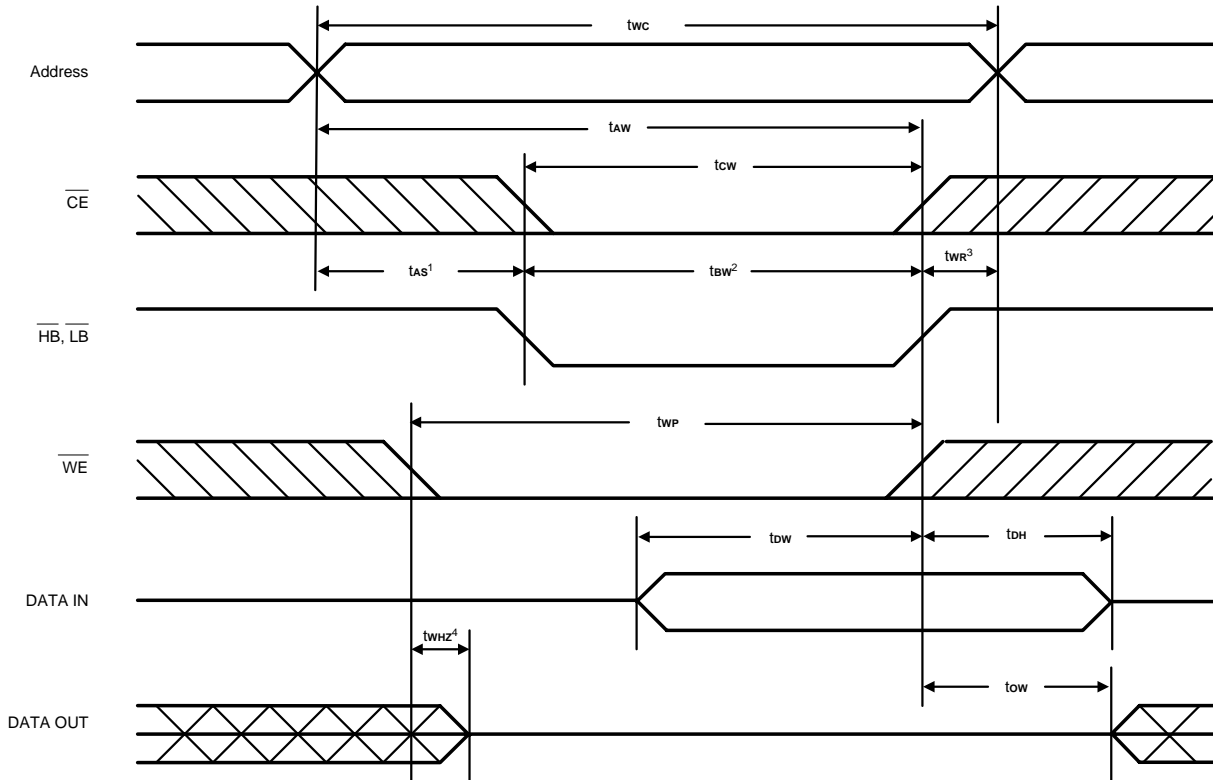 tWC
Address
tAW
tCW
CE
tAS1
tBW2
tWR3
HB, LB
tWP
WE
tDW
tDH
DATA IN
tWHZ4
tOW
DATA OUT